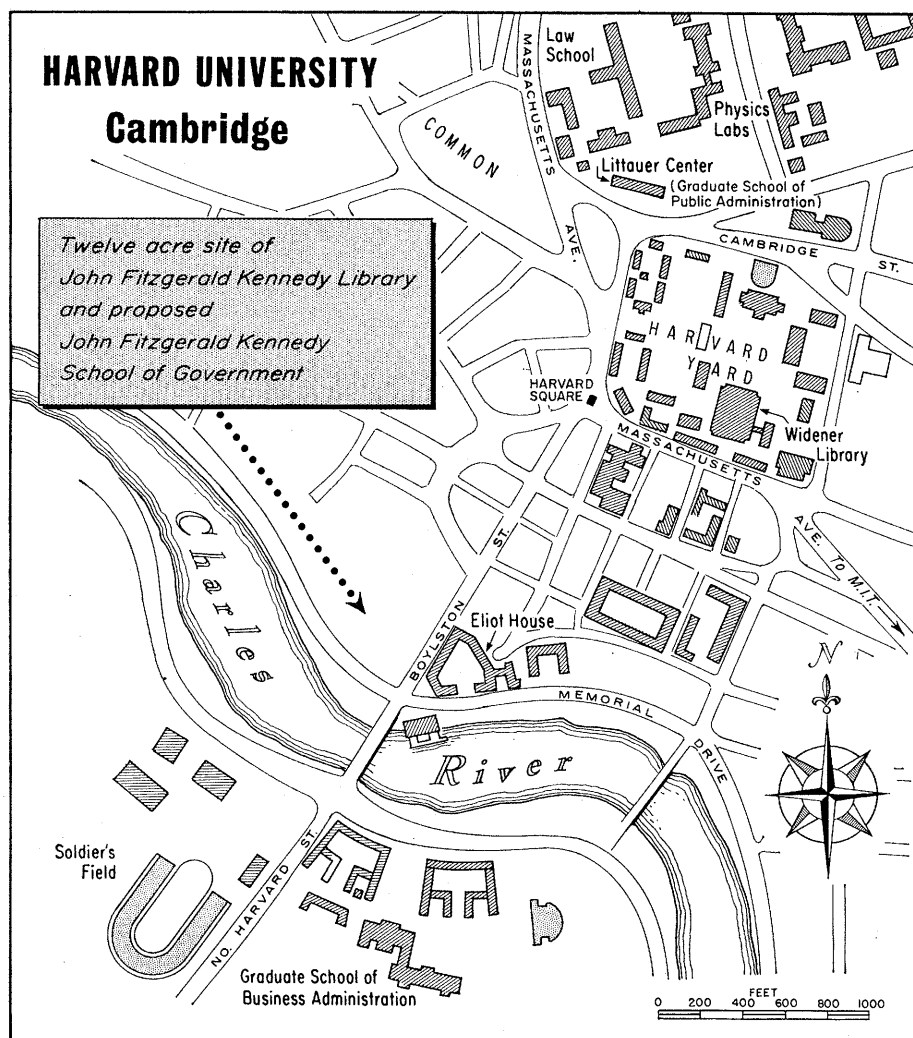 HARVARD UNIVERSITY
Cambridge
Law
School
MASSACHUSETTS
AVE.
COMMON
Physics
Labs
Littauer Center
(Graduate School of
Public Administration)
CAMBRIDGE
ST.
Twelve acre site of
John Fitzgerald Kennedy Library
and proposed
John Fitzgerald Kennedy
School of Government
HARVARD
YARD
HARVARD
SQUARE
Widener
Library
MASSACHUSETTS
AVE. TO M.I.T.
Charles
River
BOYLSTON ST.
Eliot House
MEMORIAL
DRIVE
N
Soldier's
Field
NO. HARVARD ST.
Graduate School of
Business Administration
FEET
0 200 400 600 800 1000